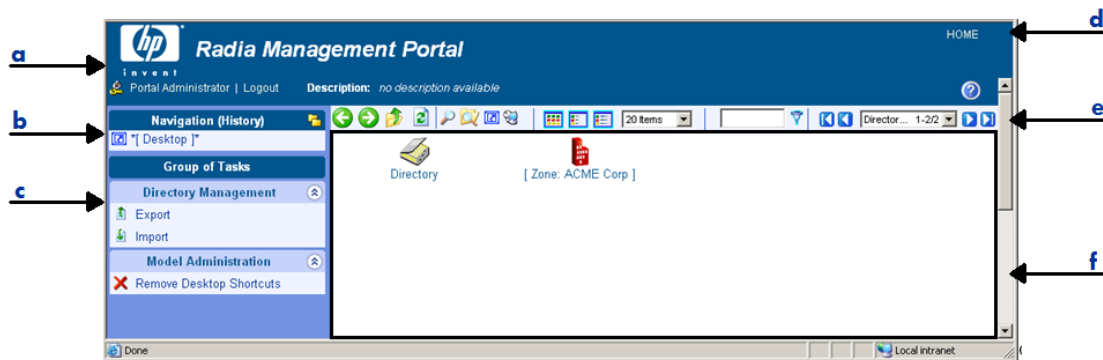 hp
invent
Radia Management Portal
HOME
Portal Administrator | Logout
Description: no description available
Navigation (History)
20 Items
Director... 1-2/2
*[ Desktop ]*
Group of Tasks
Directory Management
Export
Import
Model Administration
Remove Desktop Shortcuts
Directory
[ Zone: ACME Corp ]
Done
Local intranet
a
b
c
d
e
f